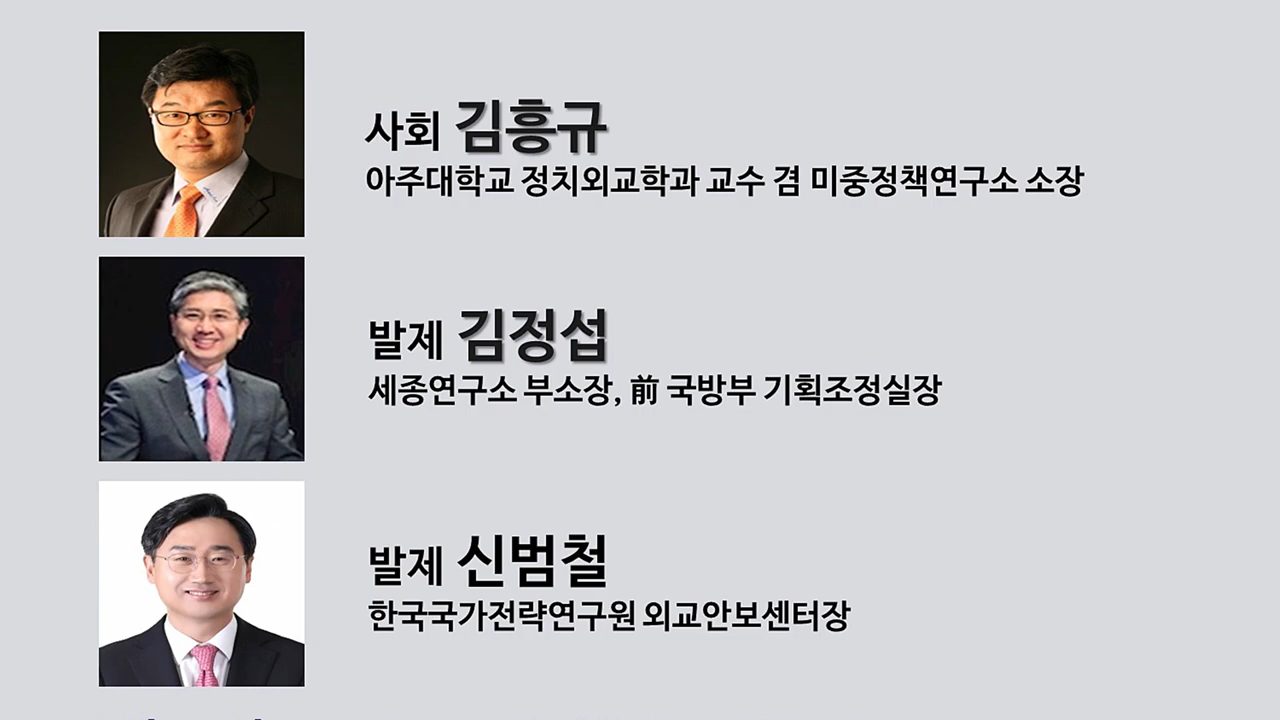 사회 김흥규
아주대학교 정치외교학과 교수 겸 미중정책연구소 소장
발제 김정섭
세종연구소 부소장, 前 국방부 기획조정실장
발제 신범철
한국국가전략연구원 외교안보센터장